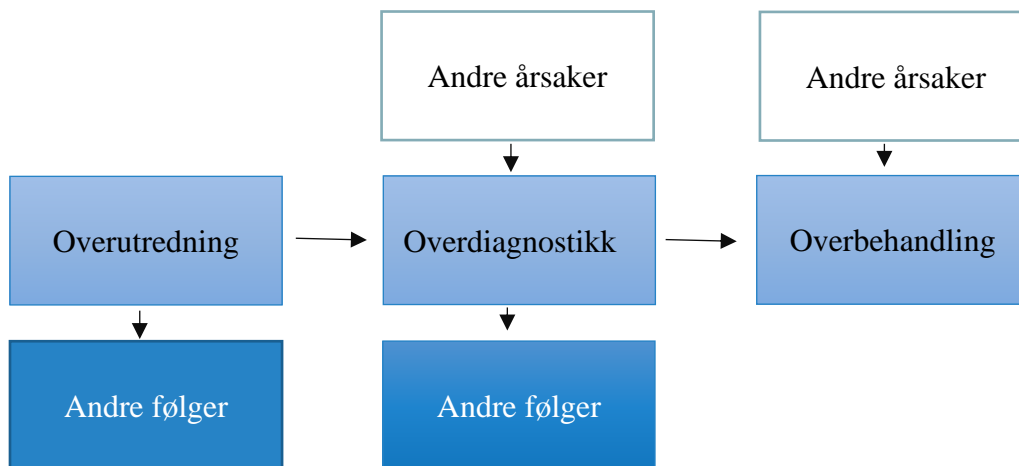 Andre årsaker
Andre årsaker
Overutredning
Overdiagnostikk
Overbehandling
Andre følger
Andre følger